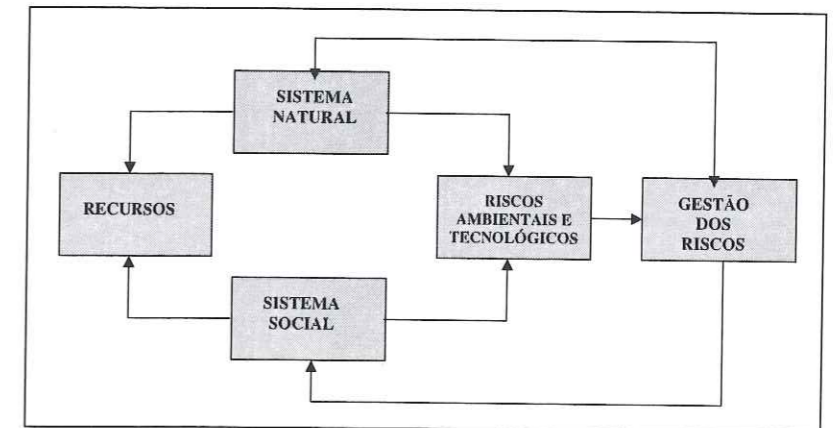 SISTEMA
NATURAL
RECURSOS
RISCOS
AMBIENTAIS E
TECNOLÓGICOS
GESTÃO
DOS
RISCOS
SISTEMA
SOCIAL